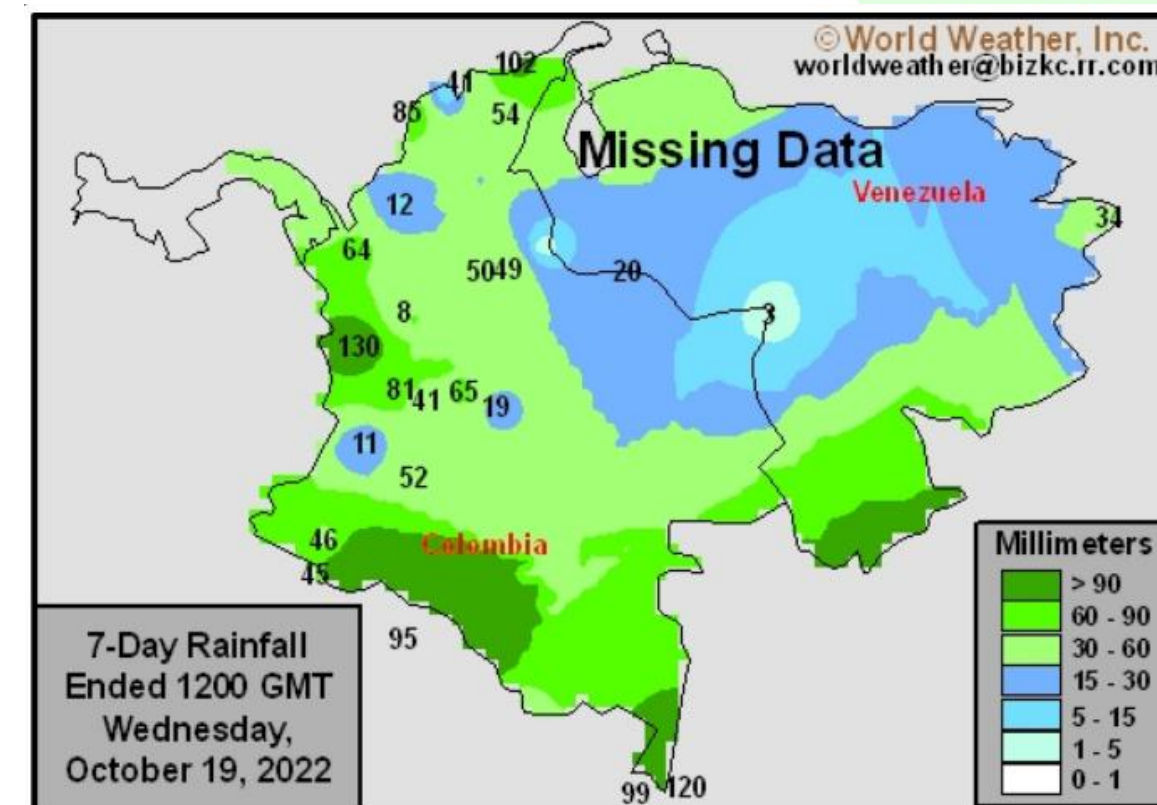 ©World Weather, Inc.
worldweather@bizkc.rr.com
102
41
85
54
Missing Data
Venezuela
12
34
64
5049
20
8
3
130
81
41
65
19
11
52
46
Colombia
45
95
99
120
7-Day Rainfall
Ended 1200 GMT
Wednesday,
October 19, 2022
Millimeters
> 90
60 - 90
30 - 60
15 - 30
5 - 15
1 - 5
0 - 1